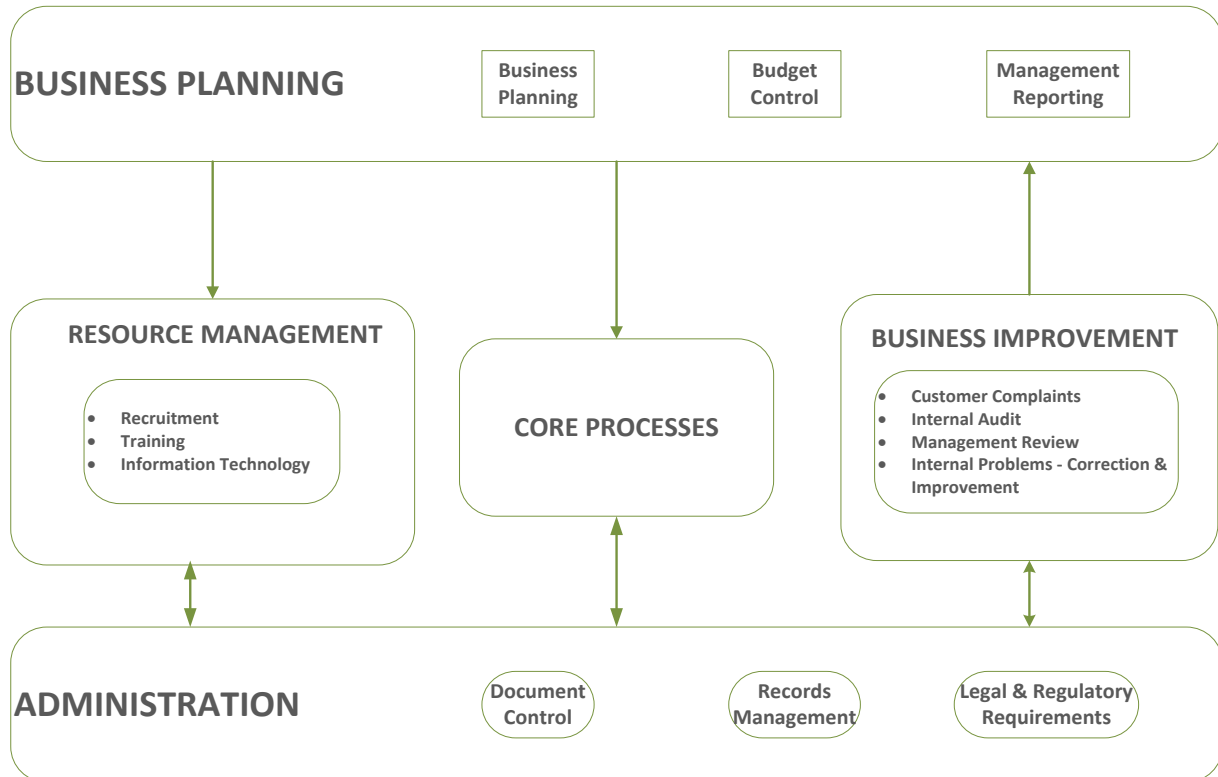 BUSINESS PLANNING
Business
Planning
Budget
Control
Management
Reporting
RESOURCE MANAGEMENT
• Recruitment
• Training
• Information Technology
CORE PROCESSES
BUSINESS IMPROVEMENT
• Customer Complaints
• Internal Audit
• Management Review
• Internal Problems - Correction &
Improvement
ADMINISTRATION
Document
Control
Records
Management
Legal & Regulatory
Requirements